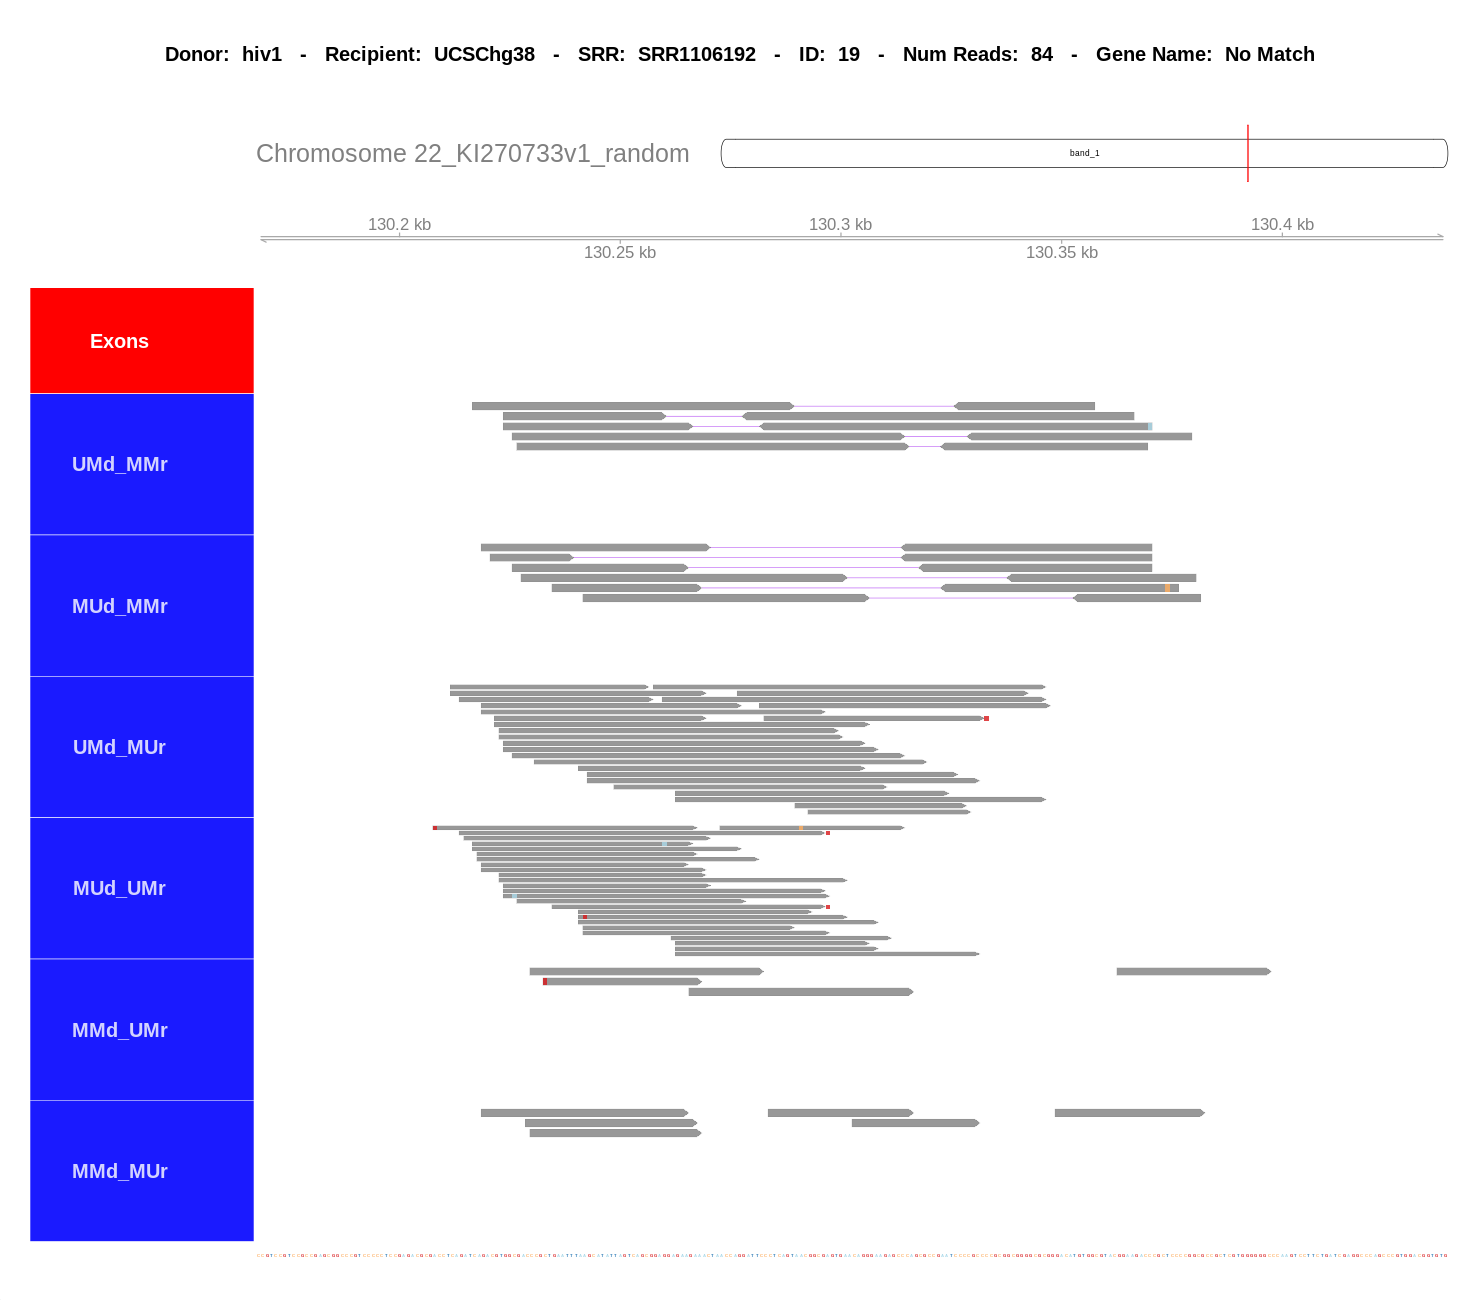 Donor: hiv1 - Recipient: UCSChg38 - SRR: SRR1106192 - ID: 19 - Num Reads: 84 - Gene Name: No Match
Chromosome 22_KI270733v1_random
band_1
130.2 kb 130.3 kb 130.4 kb
130.25 kb 130.35 kb
Exons
UMd_MMr
MUd_MMr
UMd_MUr
MUd_UMr
MMd_UMr
MMd_MUr